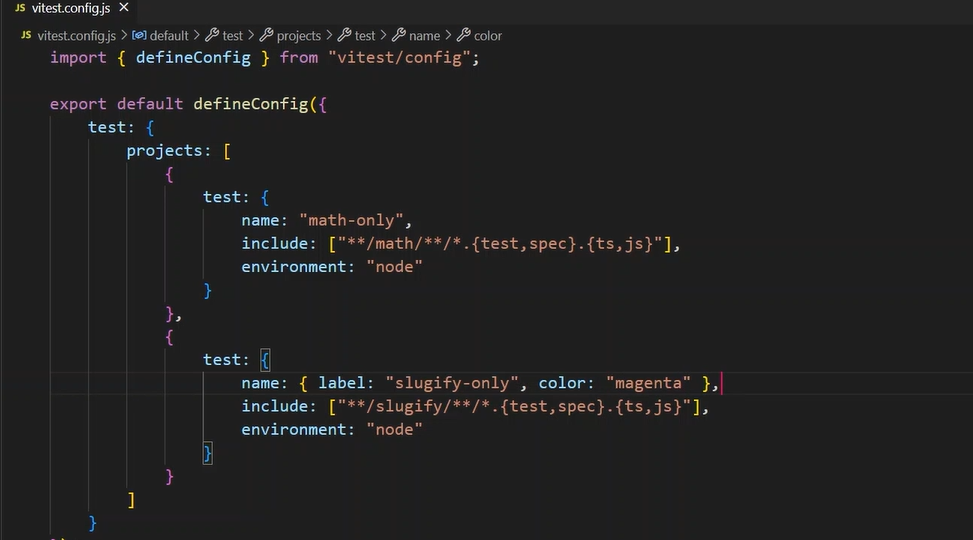 JS vitest.config.js ×
JS vitest.config.js > default > test > projects > test > name > color
import { defineConfig } from "vitest/config";
export default defineConfig({
test: {
projects: [
{
test: {
name: "math-only",
include: ["**/math/**/*.{test,spec}.{ts,js}"],
environment: "node"
}
},
{
test: {
name: { label: "slugify-only", color: "magenta" },
include: ["**/slugify/**/*.{test,spec}.{ts,js}"],
environment: "node"
}
}
]
}